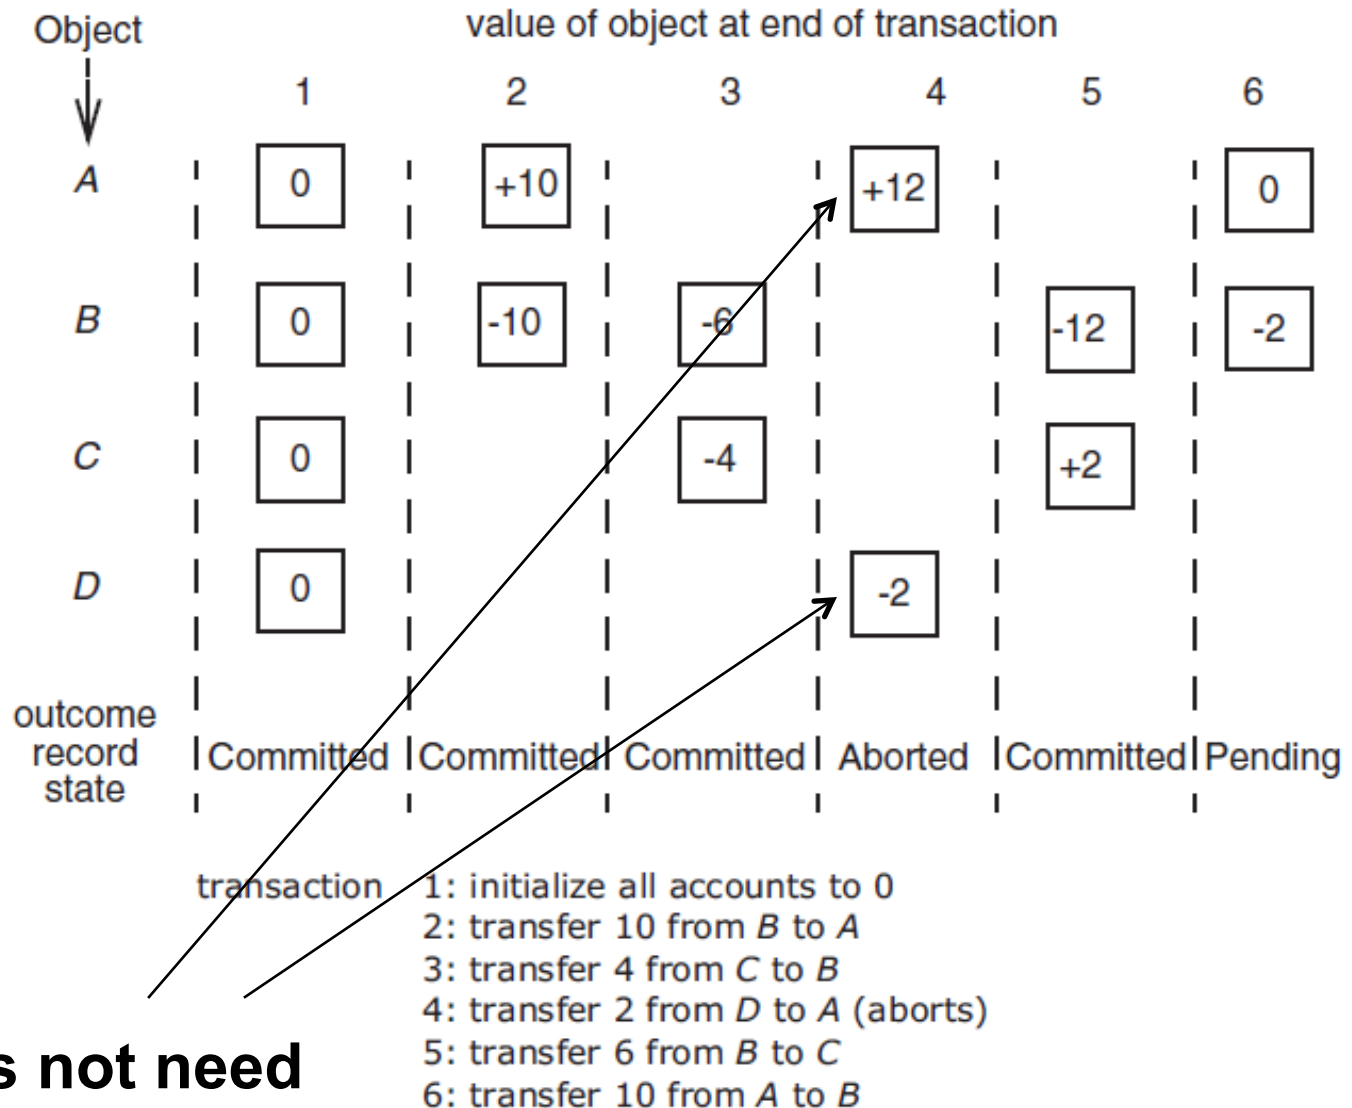 Object value of object at end of transaction
1 2 3 4 5 6
A 0 +10 +12 0
B 0 -10 -6 -12 -2
C 0 -4 +2
D 0 -2
outcome
record
state
Committed Committed Committed Aborted Committed Pending
transaction 1: initialize all accounts to 0
2: transfer 10 from B to A
3: transfer 4 from C to B
4: transfer 2 from D to A (aborts)
5: transfer 6 from B to C
6: transfer 10 from A to B
s not need